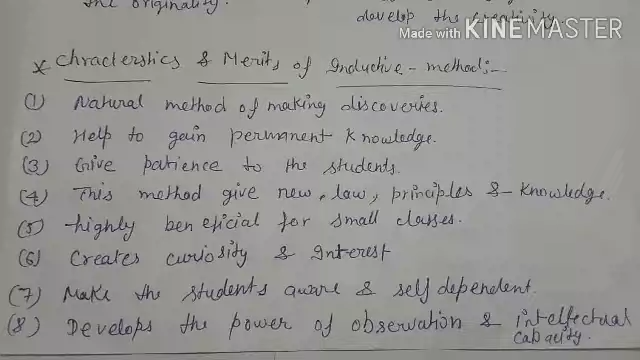 the originality.
develop the creativity.
Made with KINEMASTER
* Chracterstics & Merits of Inductive - method:-
(1) Natural method of making discoveries.
(2) Help to gain permanent Knowledge.
(3) Give patience to the students.
(4) This method give new, law, principles & - Knowledge.
(5) highly beneficial for small classes.
(6) Creates curiosity & Interest
(7) Make the students aware & self dependent.
(8) Develops the power of observation & intellectual
capacity.